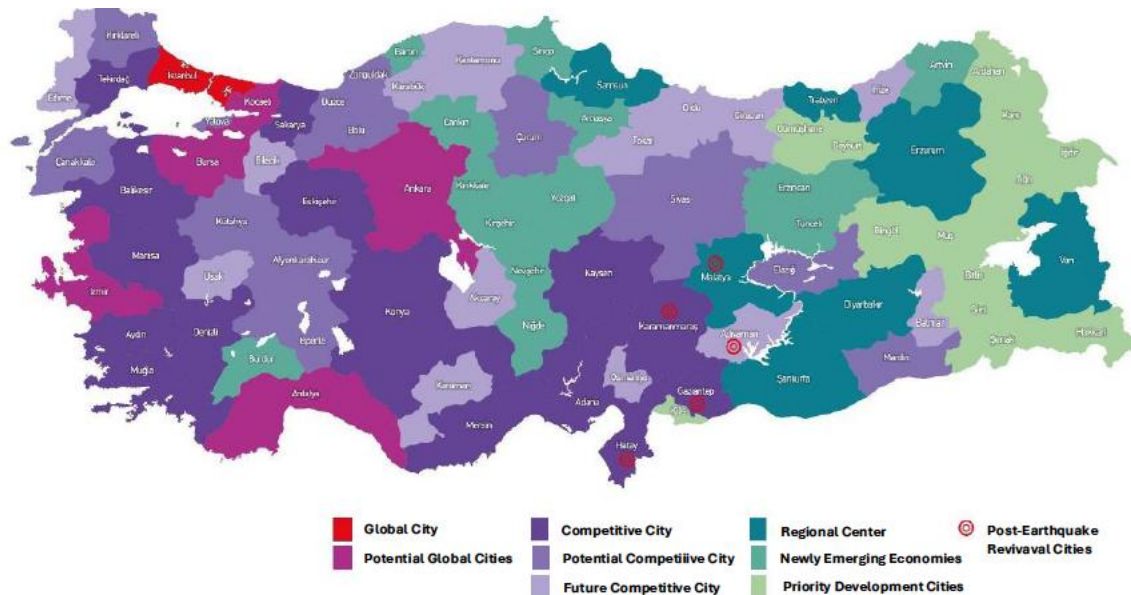 Kırklareli
Tekirdağ
İstanbul
Edirne
Kocaeli
Yalova
Sakarya
Düzce
Zonguldak
Bartın
Karabük
Kastamonu
Sinop
Samsun
Bolu
Çankırı
Çorum
Amasya
Ordu
Giresun
Trabzon
Rize
Artvin
Ardahan
Kars
Iğdır
Tokat
Gümüşhane
Bayburt
Erzurum
Çanakkale
Balıkesir
Bursa
Bilecik
Eskişehir
Ankara
Kırıkkale
Yozgat
Sivas
Erzincan
Tunceli
Ağrı
Kütahya
Kırşehir
Manisa
Afyonkarahisar
Uşak
İzmir
Nevşehir
Kayseri
Malatya
Elazığ
Bingöl
Muş
Bitlis
Van
Aksaray
Konya
Niğde
Karamanmaraş
Adıyaman
Diyarbakır
Batman
Siirt
Hakkari
Şırnak
Mardin
Aydın
Denizli
Isparta
Burdur
Muğla
Antalya
Karaman
Mersin
Adana
Osmaniye
Gaziantep
Kilis
Şanlıurfa
Hatay
Global City
Potential Global Cities
Competitive City
Potential Competiiive City
Future Competitive City
Regional Center
Newly Emerging Economies
Priority Development Cities
Post-Earthquake
Revivaval Cities